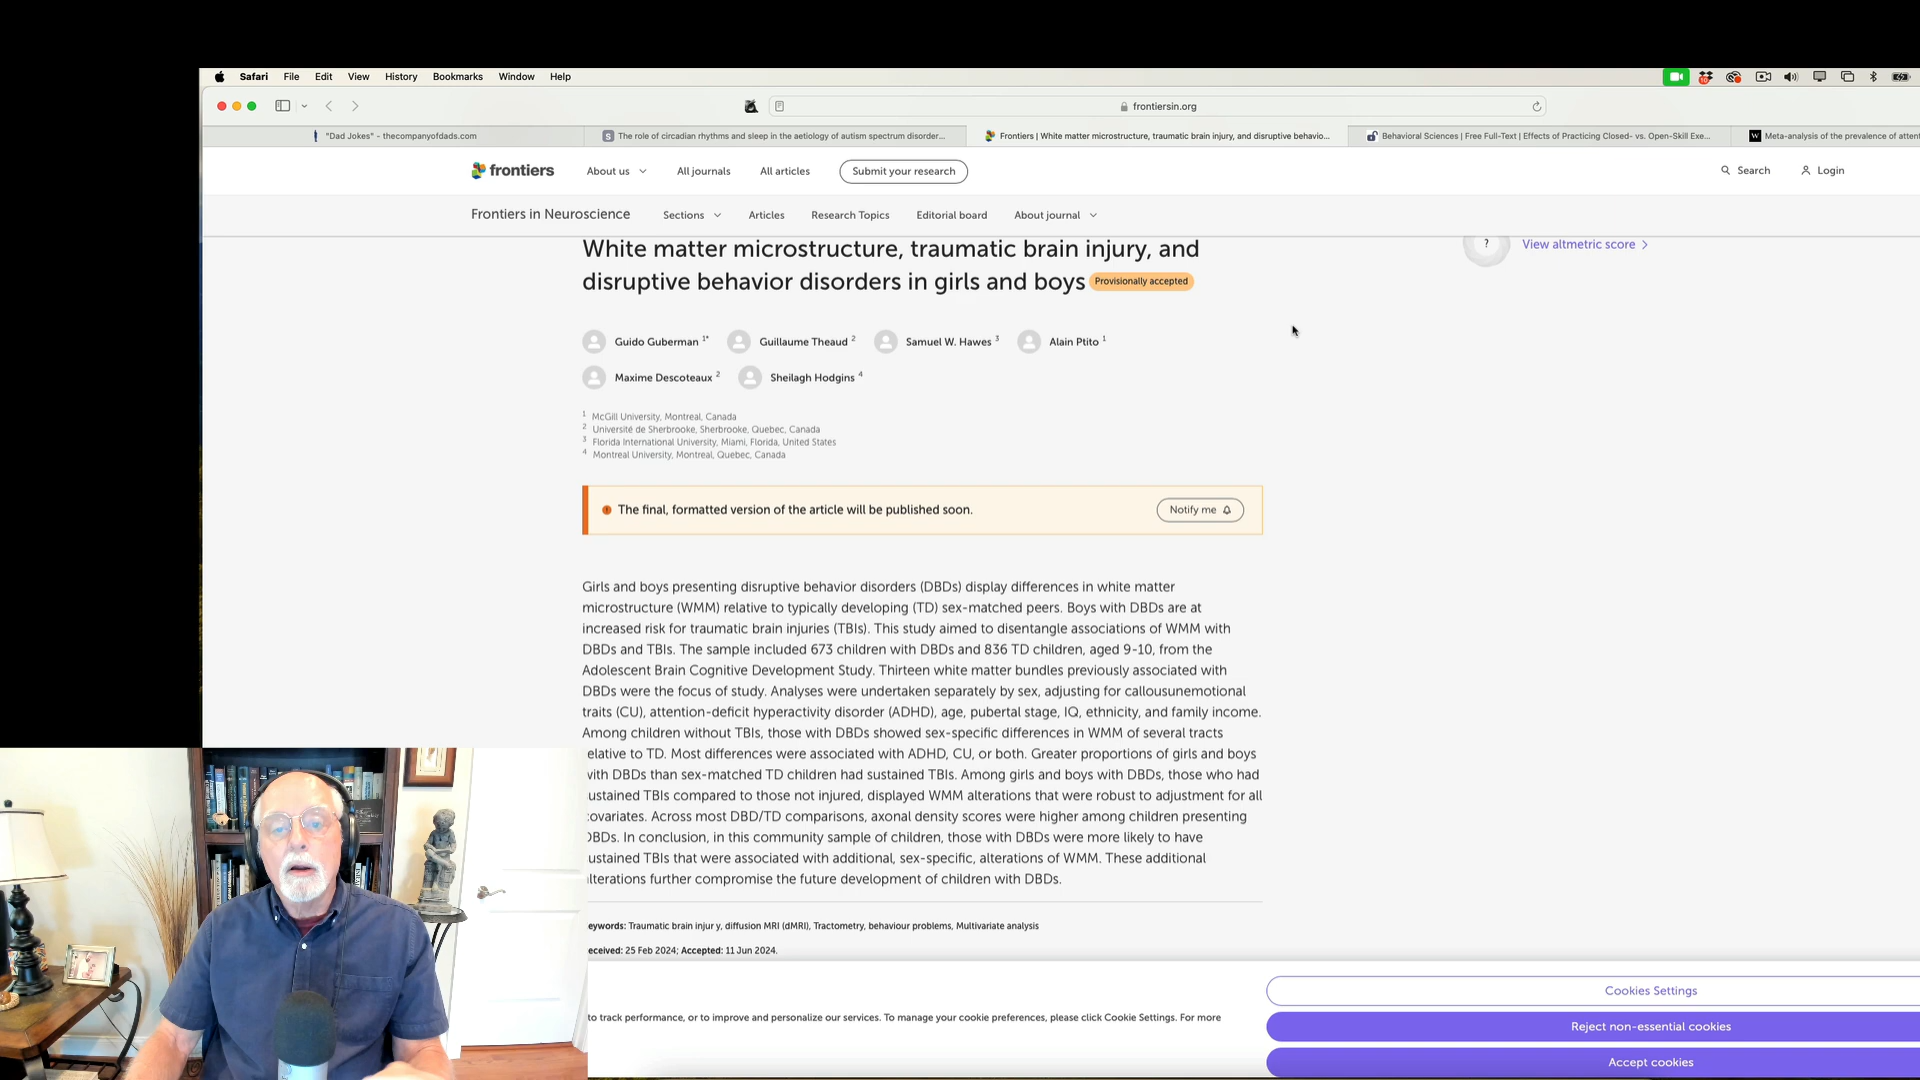 Safari File Edit View History Bookmarks Window Help
frontiersin.org
"Dad Jokes" - thecompanyofdads.com
The role of circadian rhythms and sleep in the aetiology of autism spectrum disorder...
Frontiers | White matter microstructure, traumatic brain injury, and disruptive behavio...
Behavioral Sciences | Free Full-Text | Effects of Practicing Closed- vs. Open-Skill Exe...
Meta-analysis of the prevalence of attent
frontiers About us All journals All articles Submit your research Search Login
Frontiers in Neuroscience Sections Articles Research Topics Editorial board About journal
White matter microstructure, traumatic brain injury, and
disruptive behavior disorders in girls and boys Provisionally accepted
? View altmetric score
Guido Guberman 1* Guillaume Theaud 2 Samuel W. Hawes 3 Alain Ptito 1
Maxime Descoteaux 2 Sheilagh Hodgins 4
1 McGill University, Montreal, Canada
2 Université de Sherbrooke, Sherbrooke, Quebec, Canada
3 Florida International University, Miami, Florida, United States
4 Montreal University, Montreal, Quebec, Canada
The final, formatted version of the article will be published soon. Notify me
Girls and boys presenting disruptive behavior disorders (DBDs) display differences in white matter
microstructure (WMM) relative to typically developing (TD) sex-matched peers. Boys with DBDs are at
increased risk for traumatic brain injuries (TBIs). This study aimed to disentangle associations of WMM with
DBDs and TBIs. The sample included 673 children with DBDs and 836 TD children, aged 9-10, from the
Adolescent Brain Cognitive Development Study. Thirteen white matter bundles previously associated with
DBDs were the focus of study. Analyses were undertaken separately by sex, adjusting for callousunemotional
traits (CU), attention-deficit hyperactivity disorder (ADHD), age, pubertal stage, IQ, ethnicity, and family income.
Among children without TBIs, those with DBDs showed sex-specific differences in WMM of several tracts
elative to TD. Most differences were associated with ADHD, CU, or both. Greater proportions of girls and boys
with DBDs than sex-matched TD children had sustained TBIs. Among girls and boys with DBDs, those who had
ustained TBIs compared to those not injured, displayed WMM alterations that were robust to adjustment for all
covariates. Across most DBD/TD comparisons, axonal density scores were higher among children presenting
DBDs. In conclusion, in this community sample of children, those with DBDs were more likely to have
ustained TBIs that were associated with additional, sex-specific, alterations of WMM. These additional
alterations further compromise the future development of children with DBDs.
eywords: Traumatic brain injur y, diffusion MRI (dMRI), Tractometry, behaviour problems, Multivariate analysis
eceived: 25 Feb 2024; Accepted: 11 Jun 2024.
to track performance, or to improve and personalize our services. To manage your cookie preferences, please click Cookie Settings. For more
Cookies Settings
Reject non-essential cookies
Accept cookies